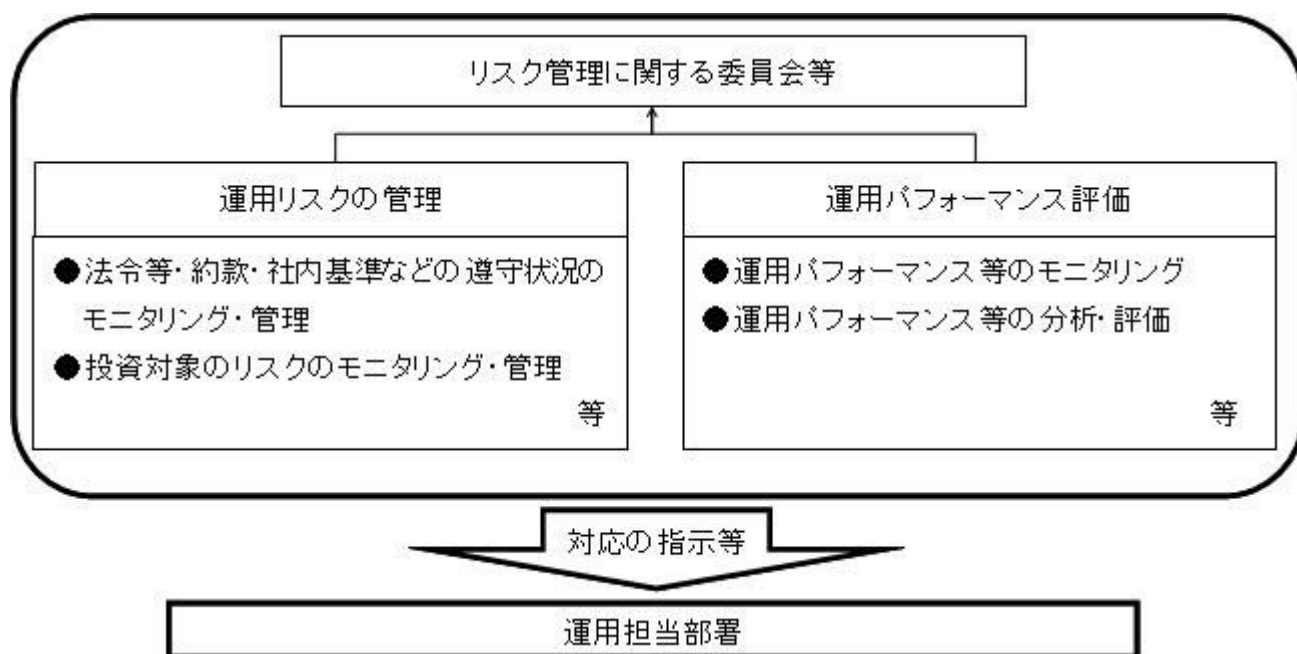 リスク管理に関する委員会等
運用リスクの管理
●法令等・約款・社内基準などの遵守状況の
モニタリング・管理
●投資対象のリスクのモニタリング・管理
等
運用パフォーマンス評価
●運用パフォーマンス等のモニタリング
●運用パフォーマンス等の分析・評価
等
対応の指示等
運用担当部署